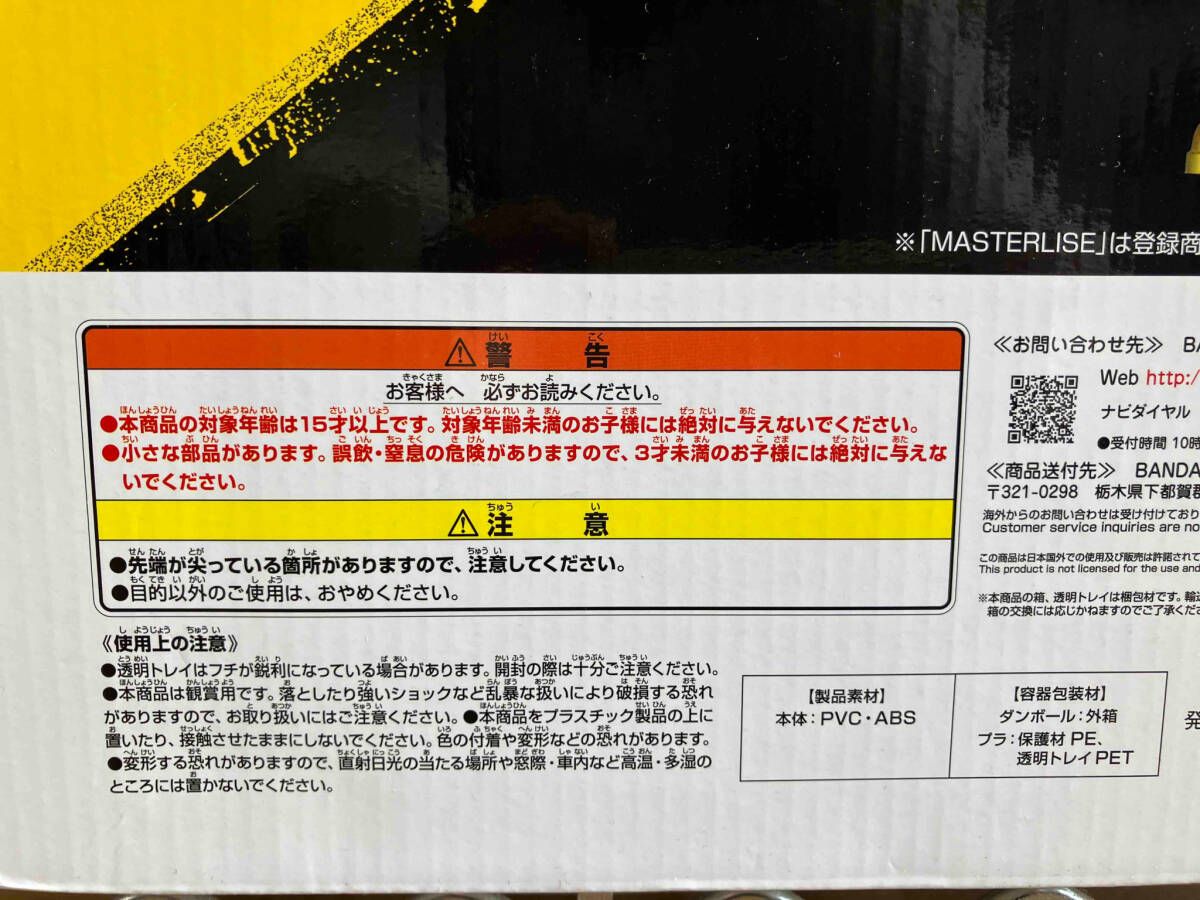 ※「MASTERLISE」は登録商
警告
お客様へ 必ずお読みください。
●本商品の対象年齢は15才以上です。対象年齢未満のお子様には絶対に与えないでください。
●小さな部品があります。誤飲・窒息の危険がありますので、3才未満のお子様には絶対に与えな
いでください。
注意
●先端が尖っている箇所がありますので、注意してください。
●目的以外のご使用は、おやめください。
《使用上の注意》
●透明トレイはフチが鋭利になっている場合があります。開封の際は十分ご注意ください。
●本商品は観賞用です。落としたり強いショックなど乱暴な扱いにより破損する恐れ
がありますので、お取り扱いにはご注意ください。●本商品をプラスチック製品の上に
置いたり、接触させたままにしないでください。色の付着や変形などの恐れがあります。
●変形する恐れがありますので、直射日光の当たる場所や窓際・車内など高温・多湿の
ところには置かないでください。
≪お問い合わせ先≫ BA
Web http:/
ナビダイヤル
●受付時間 10時
≪商品送付先≫ BANDA
〒321-0298 栃木県下都賀郡
海外からのお問い合わせは受け付けており
Customer service inquiries are no
この商品は日本国外での使用及び販売は許諾されて
This product is not licensed for the use and
※本商品の箱、透明トレイは梱包材です。輸送
箱の交換には応じかねますのでご了承くださ
【製品素材】
本体：PVC・ABS
【容器包装材】
ダンボール：外箱
プラ：保護材 PE、
透明トレイ PET
発